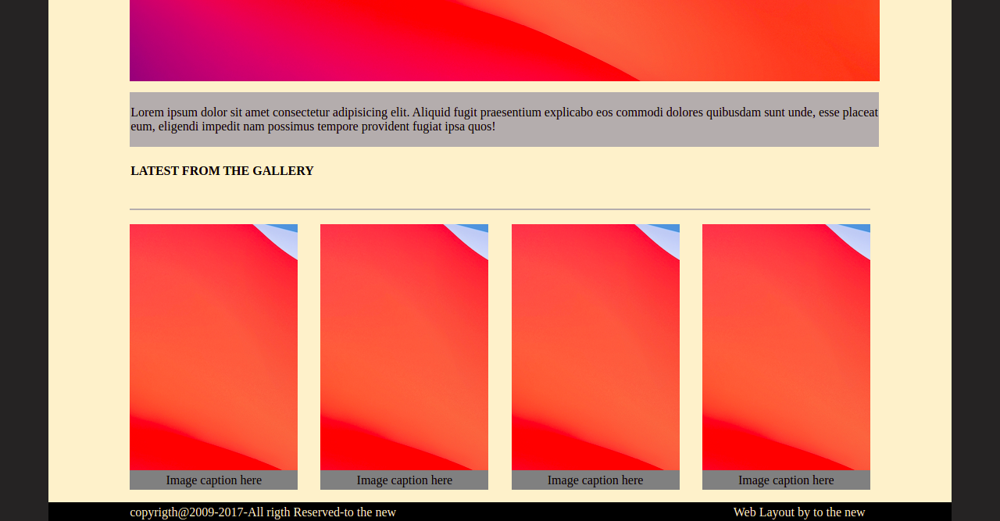 Lorem ipsum dolor sit amet consectetur adipisicing elit. Aliquid fugit praesentium explicabo eos commodi dolores quibusdam sunt unde, esse placeat
eum, eligendi impedit nam possimus tempore provident fugiat ipsa quos!
LATEST FROM THE GALLERY
Image caption here
Image caption here
Image caption here
Image caption here
copyrigth@2009-2017-All rigth Reserved-to the new
Web Layout by to the new